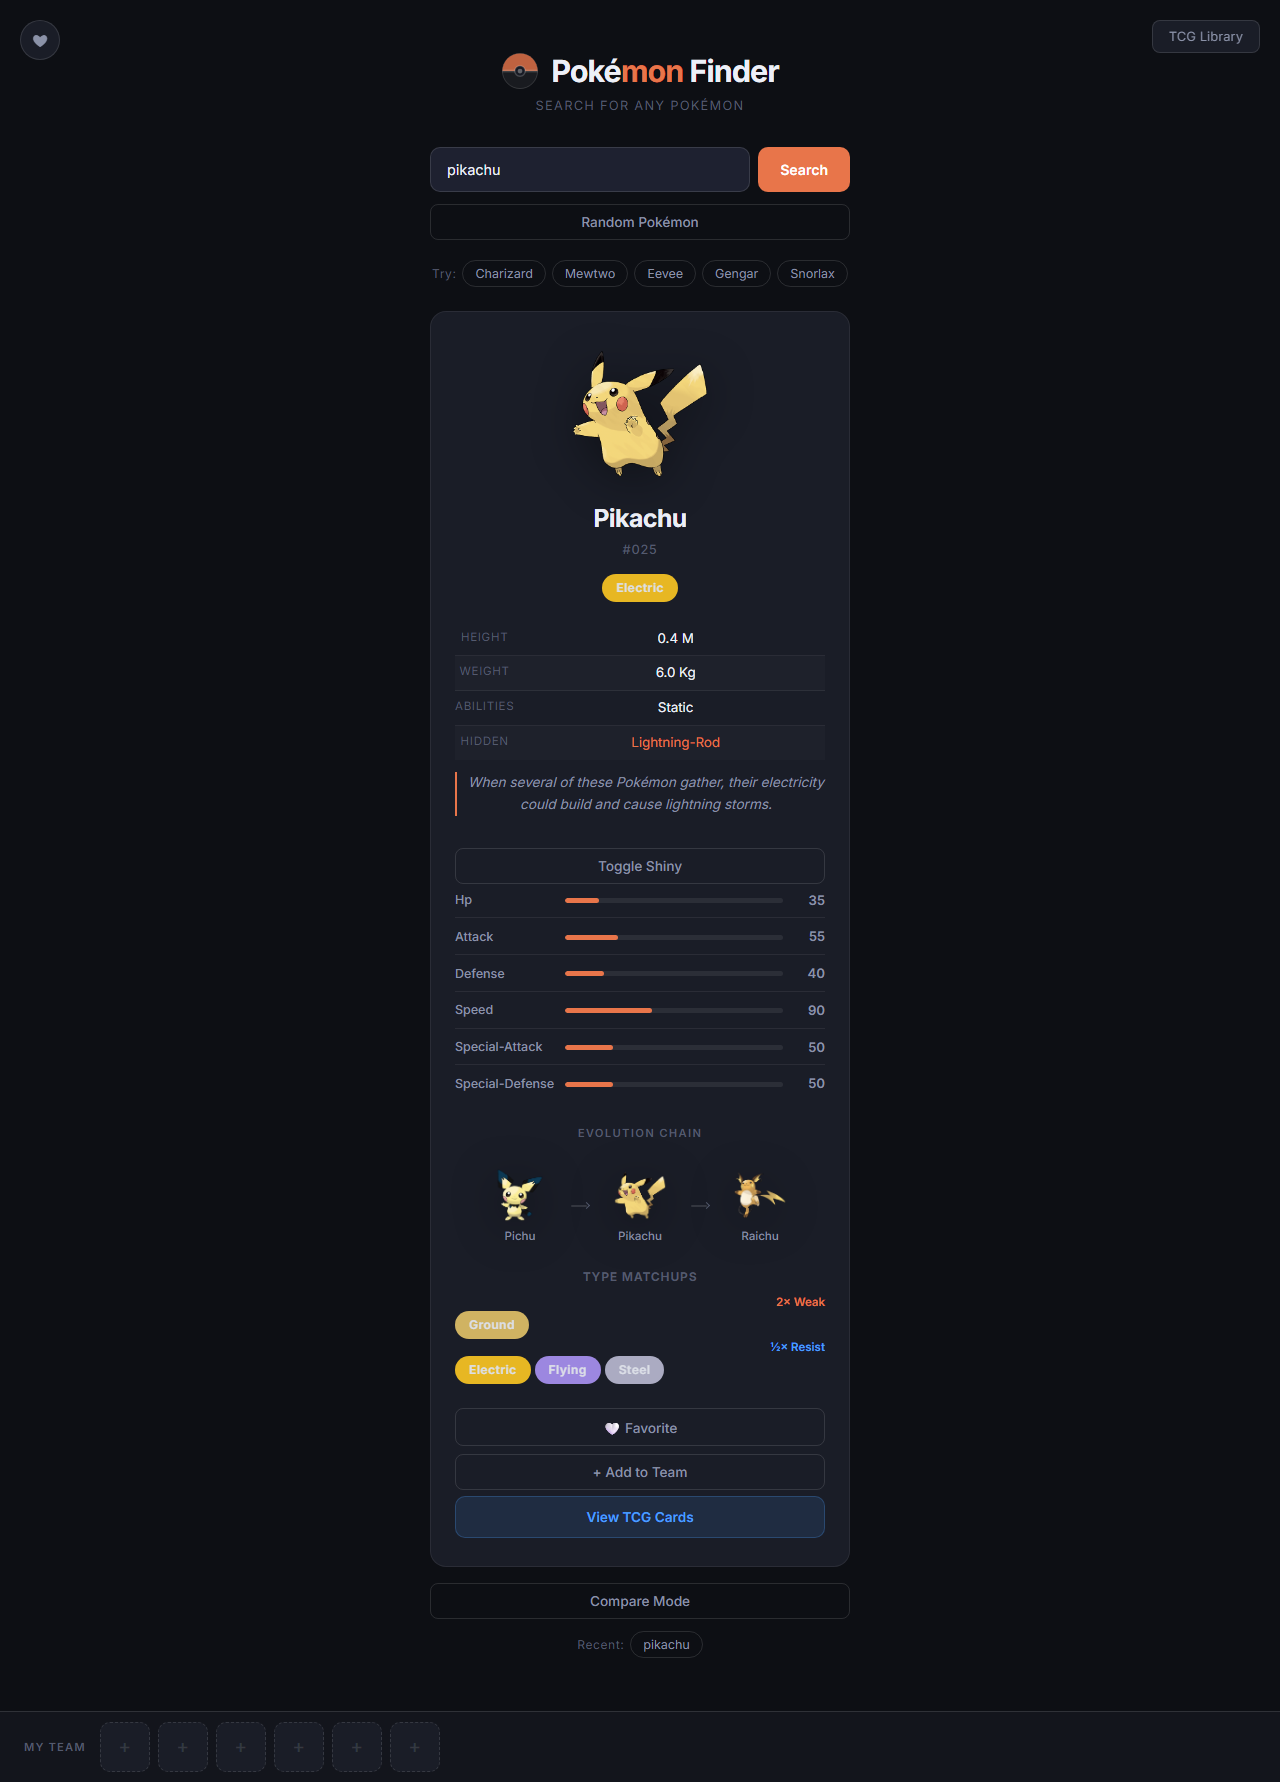 TCG Library
Pokémon Finder
SEARCH FOR ANY POKÉMON
pikachu
Search
Random Pokémon
Try: Charizard Mewtwo Eevee Gengar Snorlax
Pikachu
#025
Electric
HEIGHT 0.4 M
WEIGHT 6.0 Kg
ABILITIES Static
HIDDEN Lightning-Rod
When several of these Pokémon gather, their electricity
could build and cause lightning storms.
Toggle Shiny
Hp 35
Attack 55
Defense 40
Speed 90
Special-Attack 50
Special-Defense 50
EVOLUTION CHAIN
→ →
Pichu Pikachu Raichu
TYPE MATCHUPS
2× Weak
Ground
½× Resist
Electric Flying Steel
Favorite
+ Add to Team
View TCG Cards
Compare Mode
Recent: pikachu
MY TEAM + + + + + +